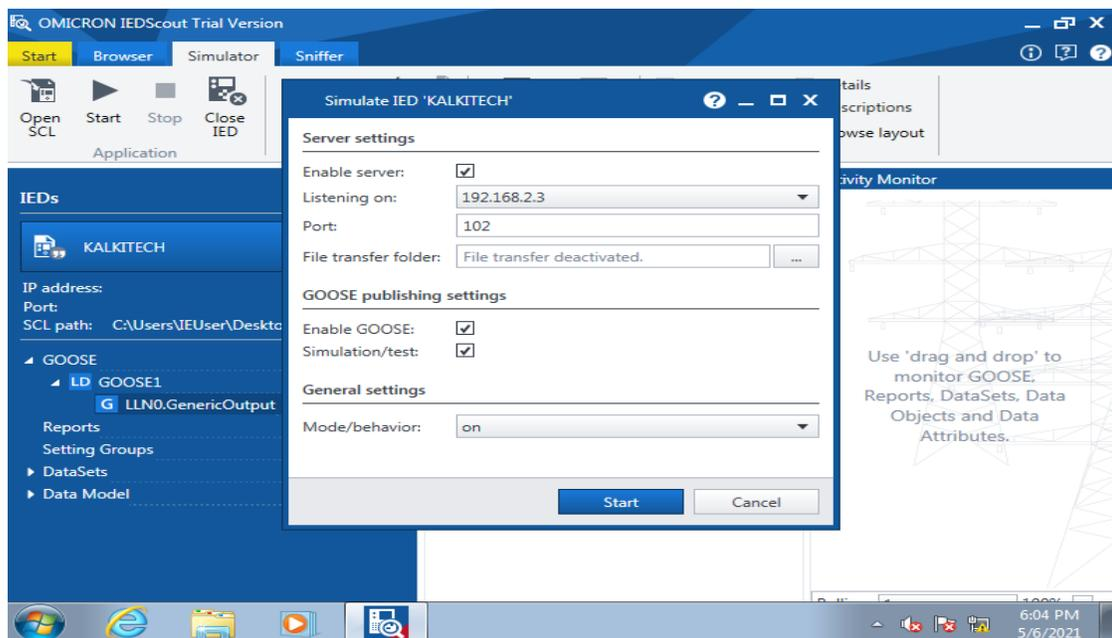 OMICRON IEDScout Trial Version
Start Browser Simulator Sniffer
Open SCL
Start
Stop
Close IED
Application
tails
scriptions
wse layout
IEDs
KALKITECH
IP address:
Port:
SCL path: C:\Users\IEUser\Deskto
GOOSE
LD GOOSE1
G LLN0.GenericOutput
Reports
Setting Groups
DataSets
Data Model
Simulate IED 'KALKITECH'
Server settings
Enable server:
Listening on: 192.168.2.3
Port: 102
File transfer folder: File transfer deactivated. ...
GOOSE publishing settings
Enable GOOSE:
Simulation/test:
General settings
Mode/behavior: on
Start Cancel
ivity Monitor
Use 'drag and drop' to
monitor GOOSE,
Reports, DataSets, Data
Objects and Data
Attributes.
100%
6:04 PM
5/6/2021